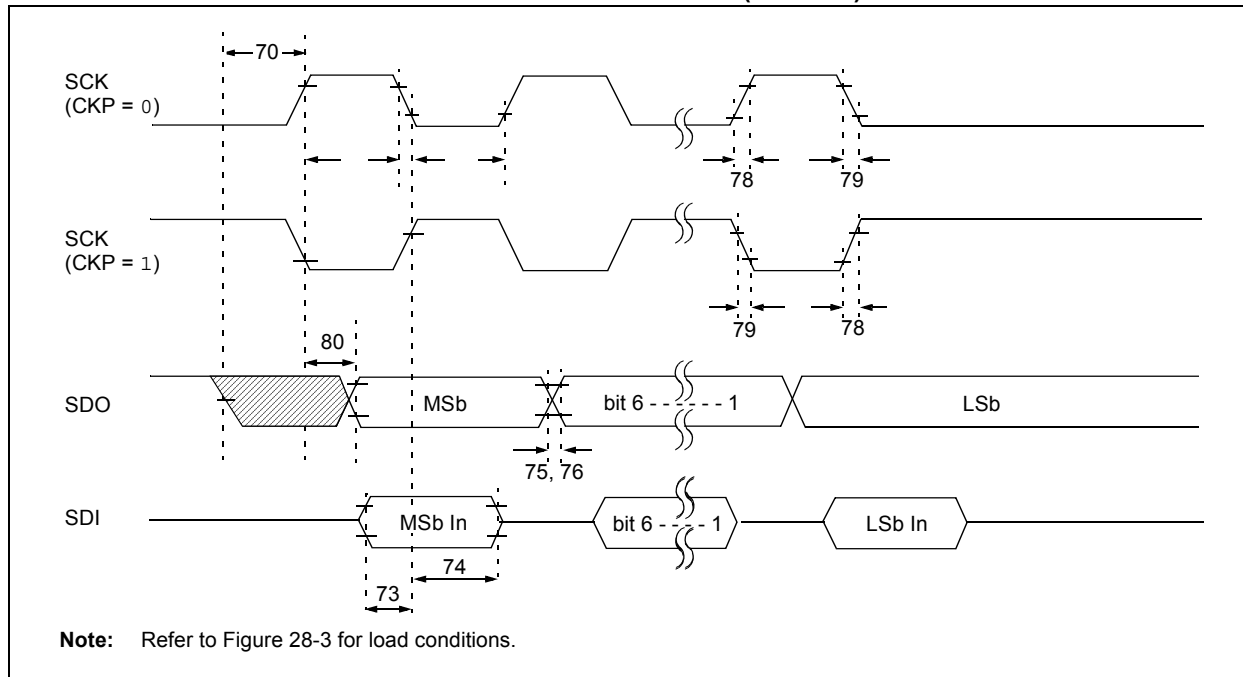 70
SCK
(CKP = 0)
78
79
SCK
(CKP = 1)
79
78
80
SDO
MSb
bit 6 - - - - - - 1
LSb
75, 76
SDI
MSb In
bit 6 - - - - 1
LSb In
74
73
Note: Refer to Figure 28-3 for load conditions.